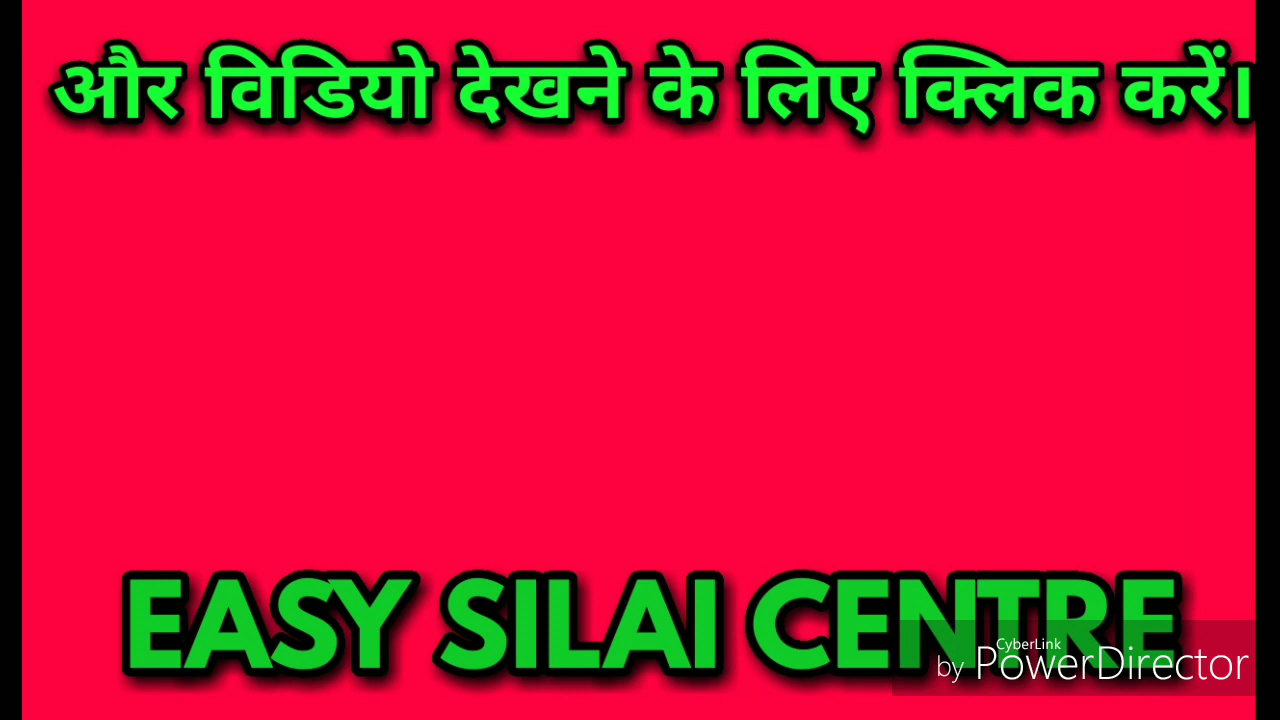 और विडियो देखने के लिए क्लिक करें।
EASY SILAI CENTRE
CyberLink
by PowerDirector